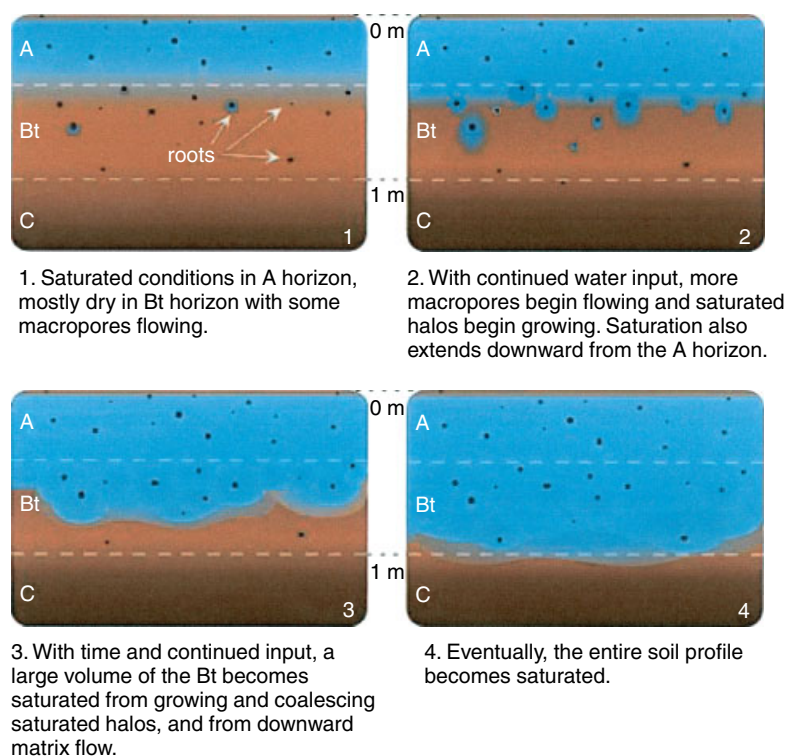 A
0 m
A
Bt
roots
Bt
1 m
C
1
C
2
1. Saturated conditions in A horizon,
mostly dry in Bt horizon with some
macropores flowing.
2. With continued water input, more
macropores begin flowing and saturated
halos begin growing. Saturation also
extends downward from the A horizon.
A
0 m
A
Bt
Bt
1 m
C
3
C
4
3. With time and continued input, a
large volume of the Bt becomes
saturated from growing and coalescing
saturated halos, and from downward
matrix flow.
4. Eventually, the entire soil profile
becomes saturated.